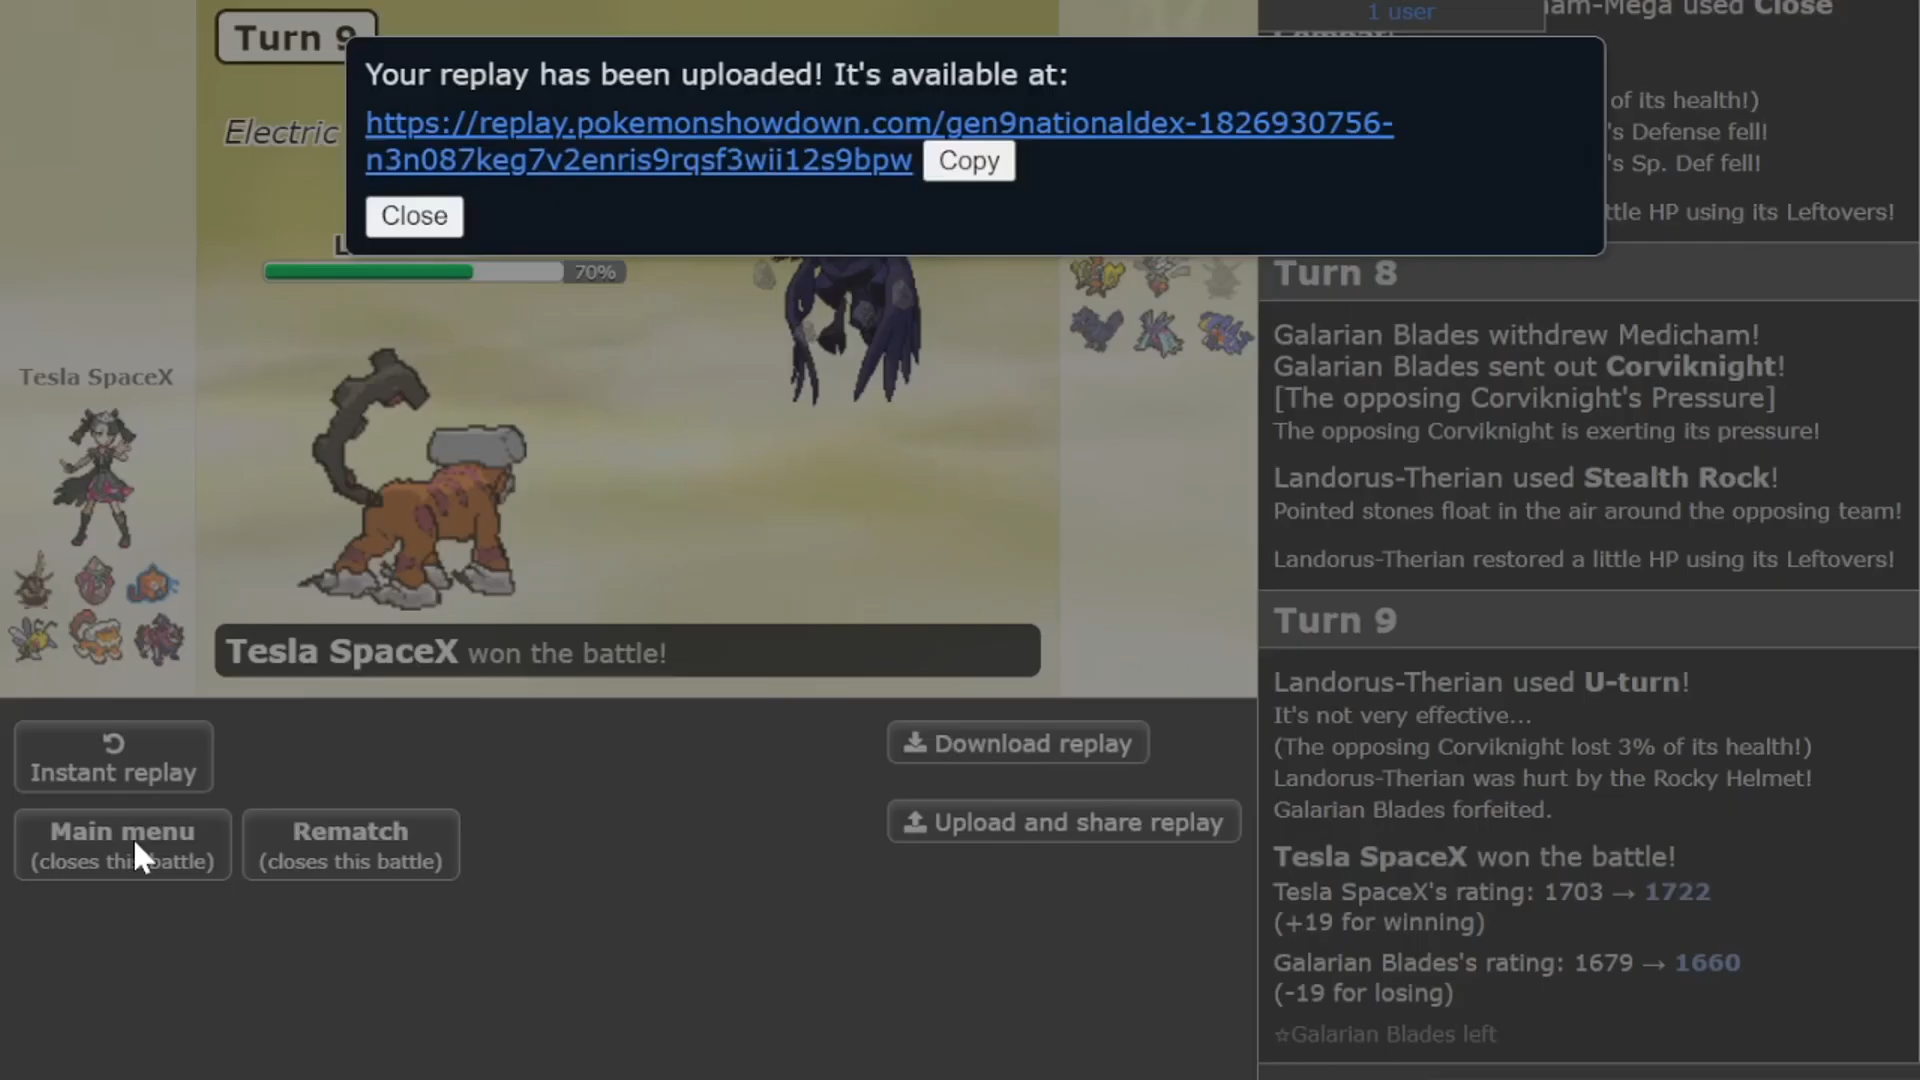 1 user
am-Mega used Close
Turn 9
Your replay has been uploaded! It's available at:
https://replay.pokemonshowdown.com/gen9nationaldex-1826930756-
n3n087keg7v2enris9rqsf3wii12s9bpw Copy
Close
of its health!)
's Defense fell!
's Sp. Def fell!
ttle HP using its Leftovers!
Electric
70%
Turn 8
Galarian Blades withdrew Medicham!
Galarian Blades sent out Corviknight!
[The opposing Corviknight's Pressure]
The opposing Corviknight is exerting its pressure!
Landorus-Therian used Stealth Rock!
Pointed stones float in the air around the opposing team!
Landorus-Therian restored a little HP using its Leftovers!
Tesla SpaceX
Tesla SpaceX won the battle!
Turn 9
Landorus-Therian used U-turn!
It's not very effective...
(The opposing Corviknight lost 3% of its health!)
Landorus-Therian was hurt by the Rocky Helmet!
Galarian Blades forfeited.
Tesla SpaceX won the battle!
Tesla SpaceX's rating: 1703 → 1722
(+19 for winning)
Galarian Blades's rating: 1679 → 1660
(-19 for losing)
☆Galarian Blades left
Instant replay
Main menu
(closes this battle)
Rematch
(closes this battle)
Download replay
Upload and share replay